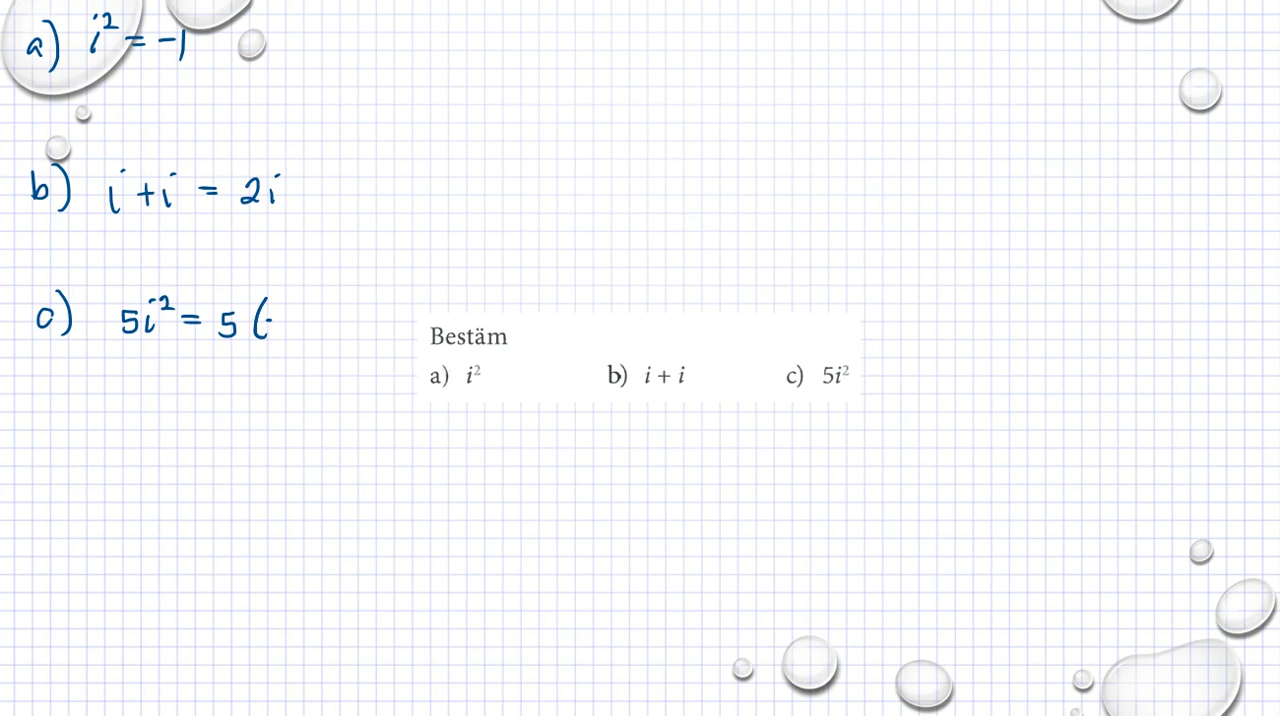 a) i² = -1
b) i + i = 2i
c) 5i² = 5 (-
Bestäm
a) i² b) i + i c) 5i²